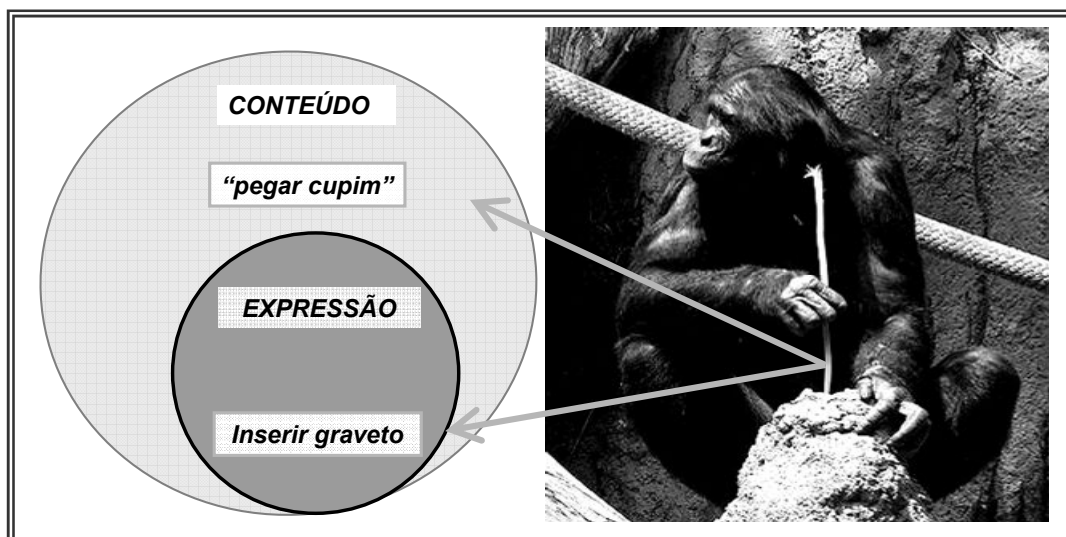 CONTEÚDO
“pegar cupim”
EXPRESSÃO
Inserir graveto